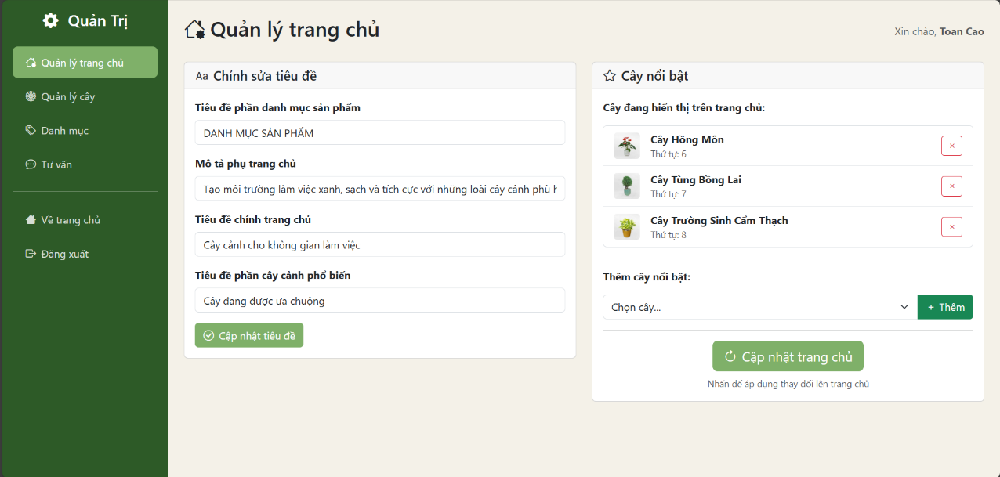 Quản Trị
Quản lý trang chủ
Quản lý cây
Danh mục
Tư vấn
Về trang chủ
Đăng xuất
Quản lý trang chủ
Xin chào, Toan Cao
Aa Chỉnh sửa tiêu đề
Tiêu đề phần danh mục sản phẩm
DANH MỤC SẢN PHẨM
Mô tả phụ trang chủ
Tạo môi trường làm việc xanh, sạch và tích cực với những loài cây cảnh phù h
Tiêu đề chính trang chủ
Cây cảnh cho không gian làm việc
Tiêu đề phần cây cảnh phổ biến
Cây đang được ưa chuộng
Cập nhật tiêu đề
Cây nổi bật
Cây đang hiển thị trên trang chủ:
Cây Hồng Môn
Thứ tự: 6
Cây Tùng Bồng Lai
Thứ tự: 7
Cây Trường Sinh Cẩm Thạch
Thứ tự: 8
Thêm cây nổi bật:
Chọn cây...
+ Thêm
Cập nhật trang chủ
Nhấn để áp dụng thay đổi lên trang chủ